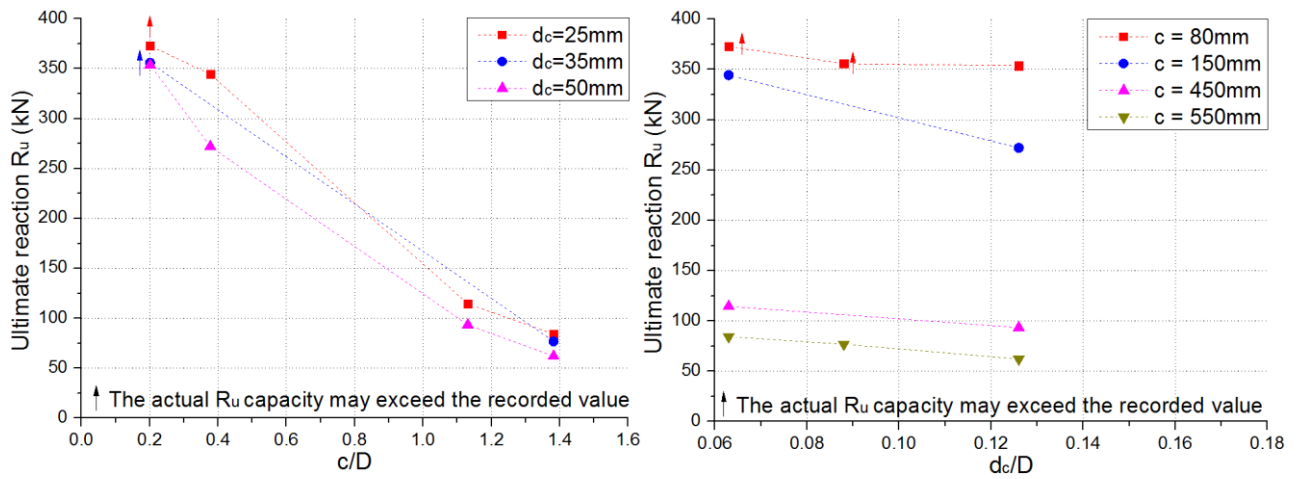 400
350
300
250
200
150
100
50
0
Ultimate reaction Ru (kN)
dc=25mm
dc=35mm
dc=50mm
The actual Ru capacity may exceed the recorded value
0.0 0.2 0.4 0.6 0.8 1.0 1.2 1.4 1.6
c/D
400
350
300
250
200
150
100
50
0
Ultimate reaction Ru (kN)
c = 80mm
c = 150mm
c = 450mm
c = 550mm
The actual Ru capacity may exceed the recorded value
0.06 0.08 0.10 0.12 0.14 0.16 0.18
dc/D